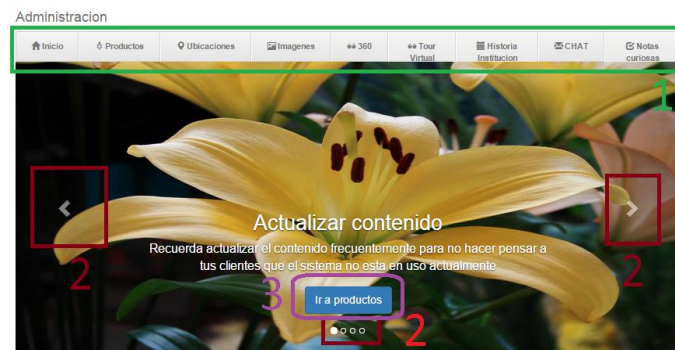 Administracion
Inicio Productos Ubicaciones Imagenes 360 Tour Virtual Historia Institucion CHAT Notas curiosas
1
Actualizar contenido
Recuerda actualizar el contenido frecuentemente para no hacer pensar a
tus clientes que el sistema no esta en uso actualmente
2
2
3
Ir a productos
2